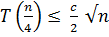 T(n/4) ≤ c/2 √n